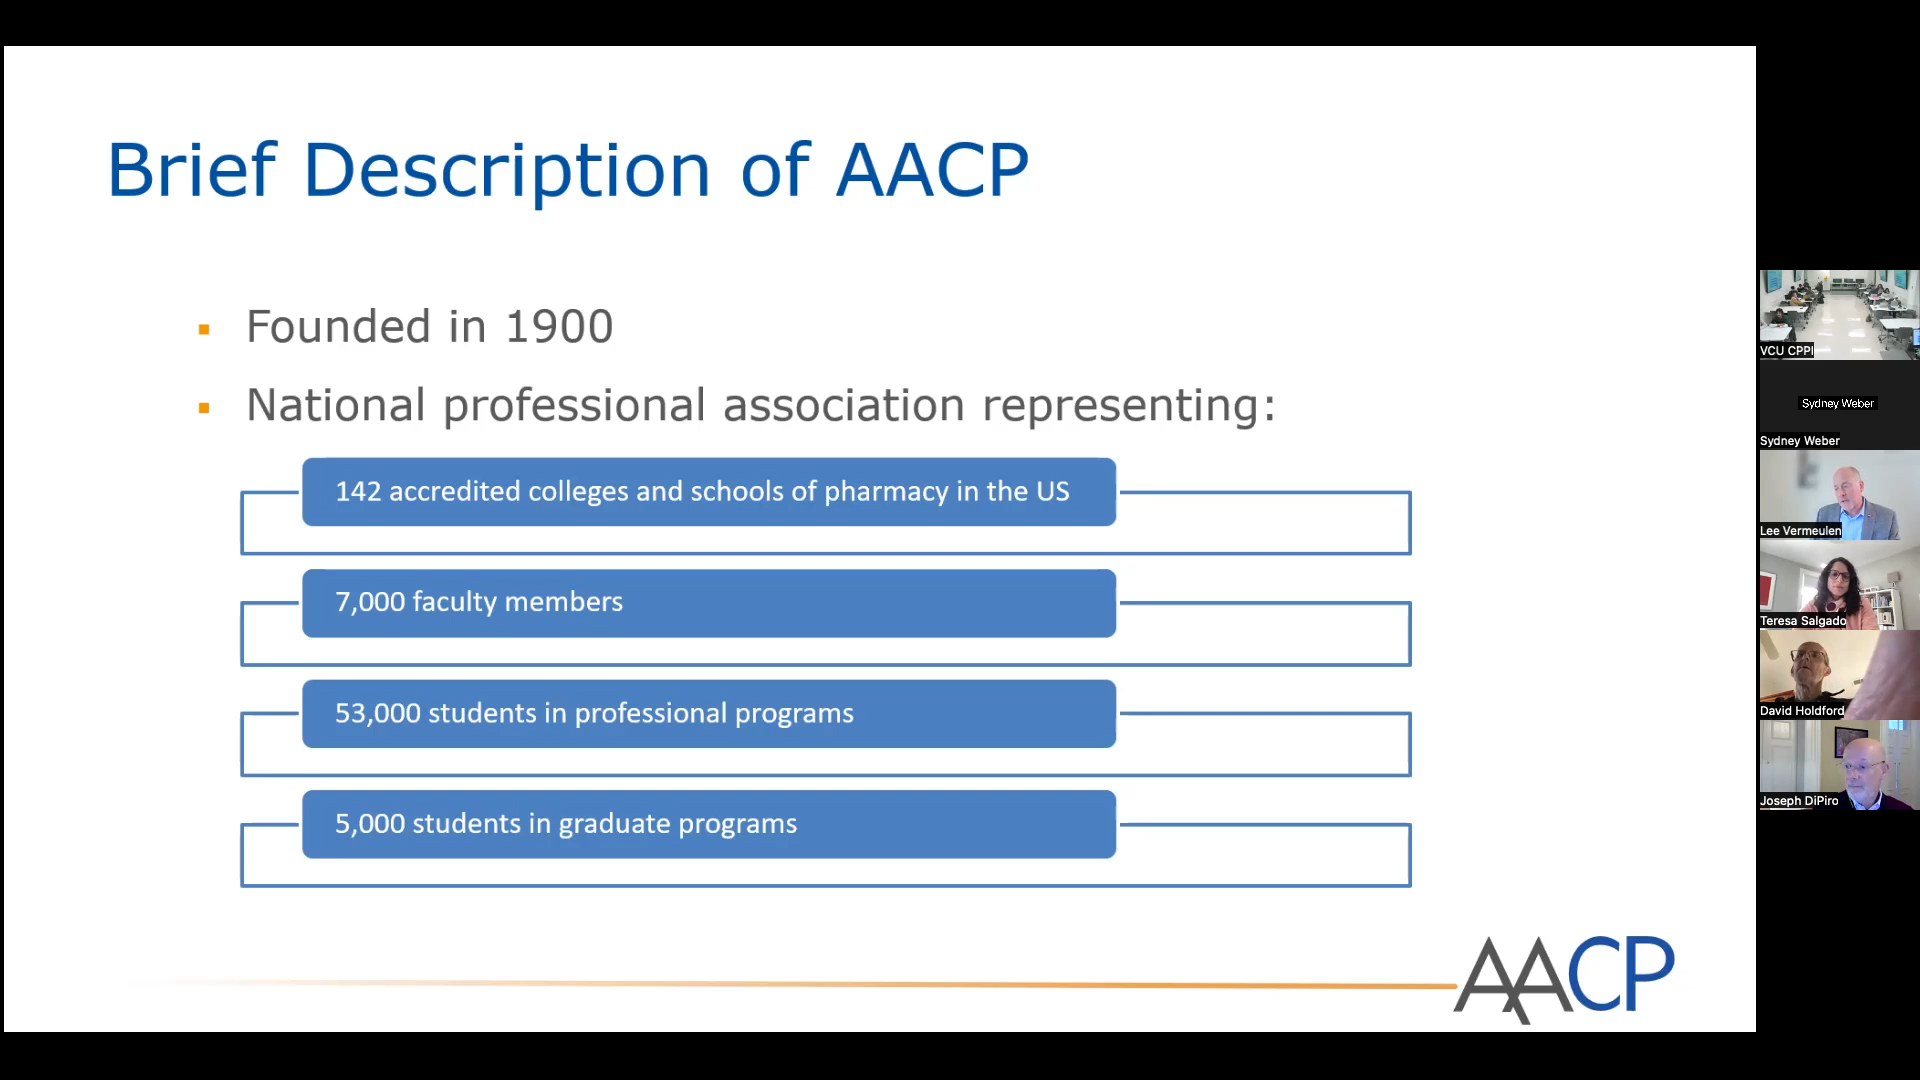 Brief Description of AACP
▪ Founded in 1900
▪ National professional association representing:
142 accredited colleges and schools of pharmacy in the US
7,000 faculty members
53,000 students in professional programs
5,000 students in graduate programs
AACP
VCU CPPI
Sydney Weber
Sydney Weber
Lee Vermeulen
Teresa Salgado
David Holdford
Joseph DiPiro